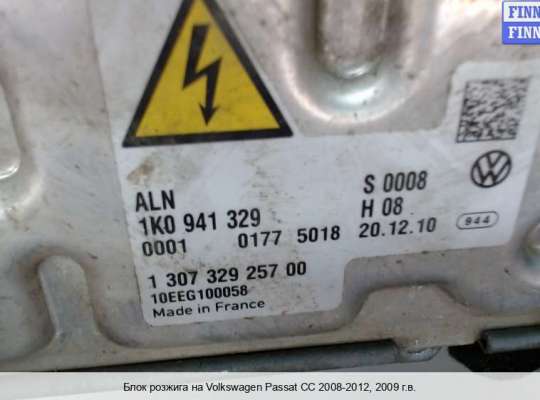 FINN
FINN
ALN
1K0 941 329
0001 0177 5018
S 0008
H 08
20.12.10
944
1 307 329 257 00
10EEG100058
Made in France
Блок розжига на Volkswagen Passat CC 2008-2012, 2009 г.в.